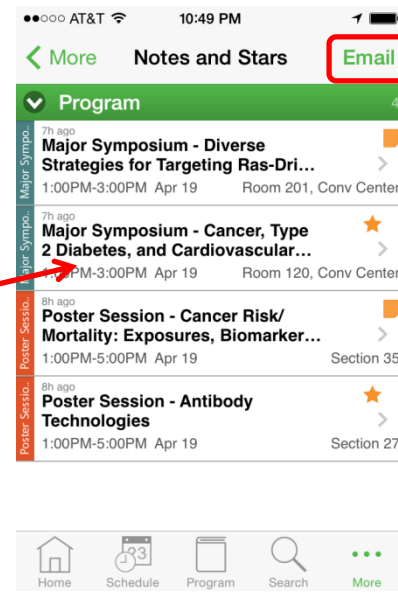 AT&T 10:49 PM
More Notes and Stars Email
Program 4
Major Sympo..
7h ago
Major Symposium - Diverse
Strategies for Targeting Ras-Dri...
1:00PM-3:00PM Apr 19 Room 201, Conv Center
Major Sympo..
7h ago
Major Symposium - Cancer, Type
2 Diabetes, and Cardiovascular...
1:00PM-3:00PM Apr 19 Room 120, Conv Center
Poster Sessio..
8h ago
Poster Session - Cancer Risk/
Mortality: Exposures, Biomarker...
1:00PM-5:00PM Apr 19 Section 35
Poster Sessio..
8h ago
Poster Session - Antibody
Technologies
1:00PM-5:00PM Apr 19 Section 27
23
Home Schedule Program Search More